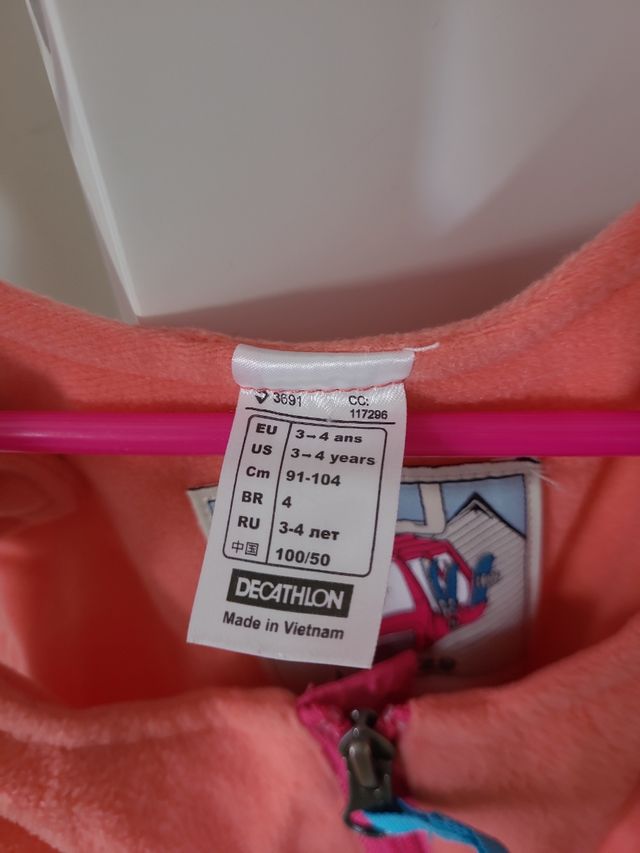 3691 CC:
117296
EU 3→4 ans
US 3→4 years
Cm 91-104
BR 4
RU 3-4 лет
中国 100/50
DECATHLON
Made in Vietnam